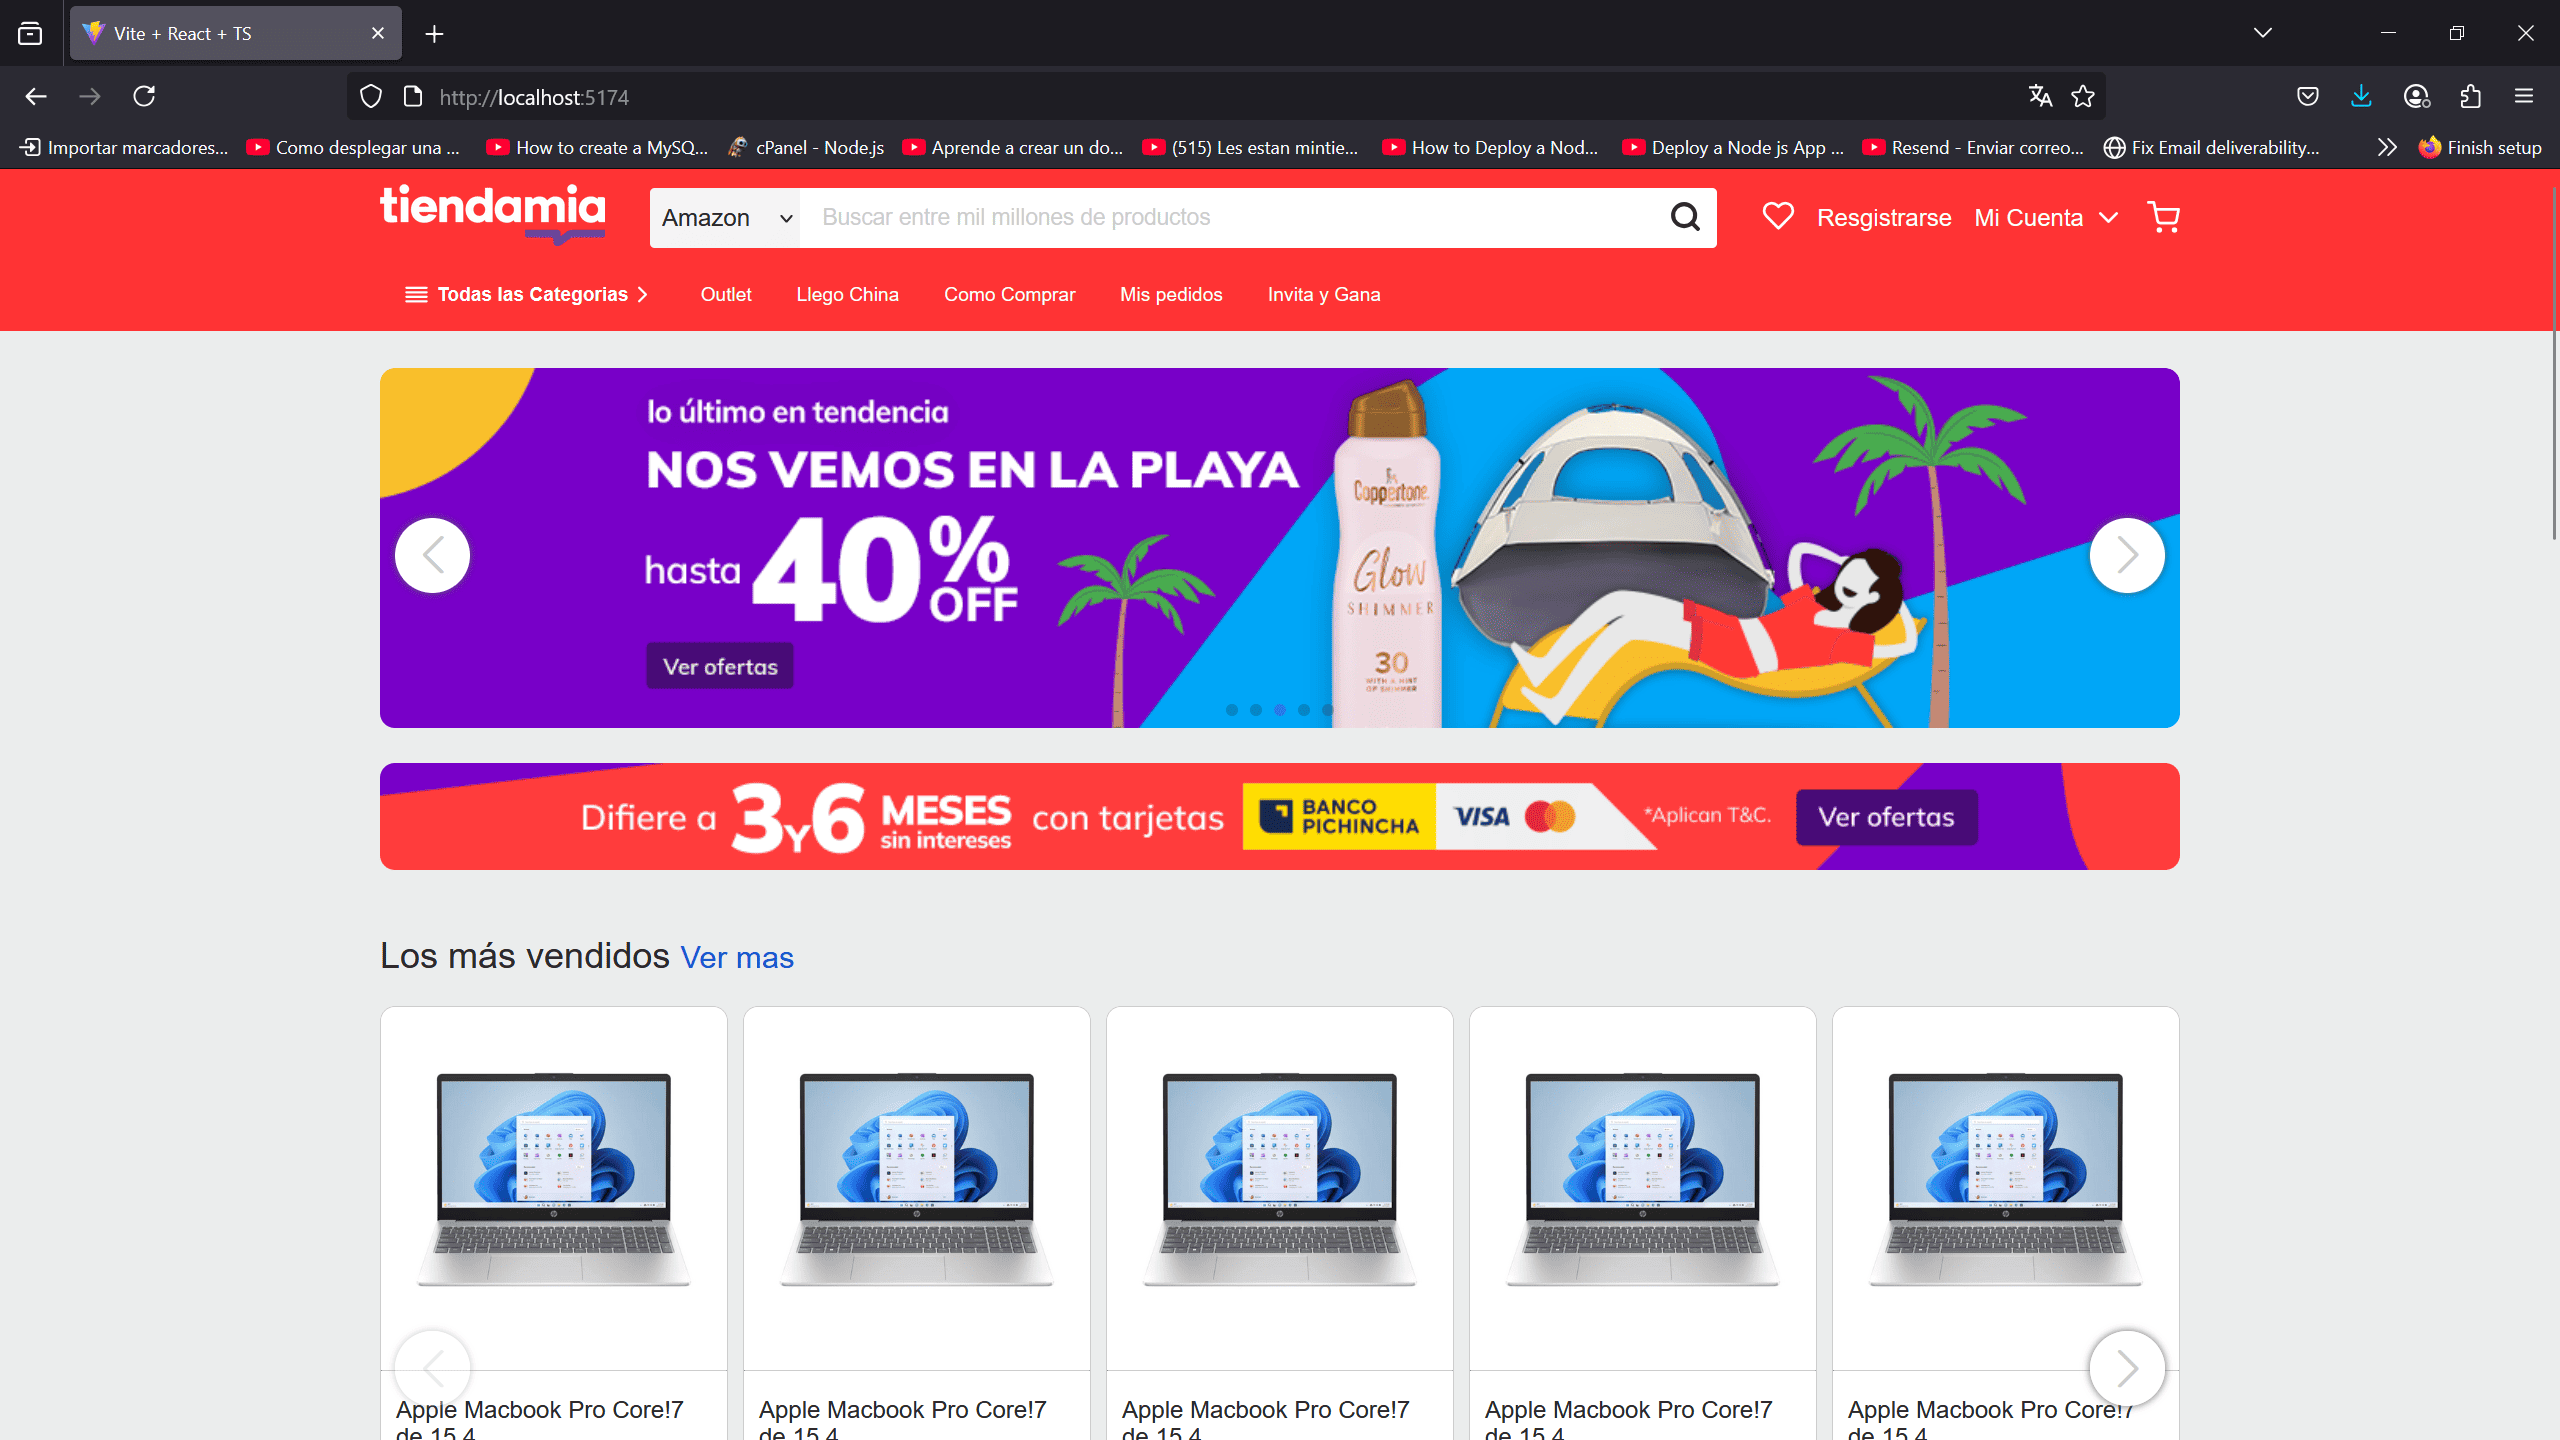 Vite + React + TS
http://localhost:5174
Importar marcadores...
Como desplegar una ...
How to create a MySQ...
cPanel - Node.js
Aprende a crear un do...
(515) Les estan mintie...
How to Deploy a Nod...
Deploy a Node js App ...
Resend - Enviar correo...
Fix Email deliverability...
Finish setup
tiendamia
Amazon
Buscar entre mil millones de productos
Resgistrarse
Mi Cuenta
Todas las Categorias
Outlet
Llego China
Como Comprar
Mis pedidos
Invita y Gana
lo último en tendencia
NOS VEMOS EN LA PLAYA
hasta 40% OFF
Ver ofertas
Coppertone
Glow
SHIMMER
30
WITH A HINT
OF SHIMMER
Difiere a 3Y6 MESES sin intereses con tarjetas
BANCO PICHINCHA
VISA
*Aplican T&C.
Ver ofertas
Los más vendidos Ver mas
Apple Macbook Pro Core!7
de 15.4
Apple Macbook Pro Core!7
de 15.4
Apple Macbook Pro Core!7
de 15.4
Apple Macbook Pro Core!7
de 15.4
Apple Macbook Pro Core!7
de 15.4